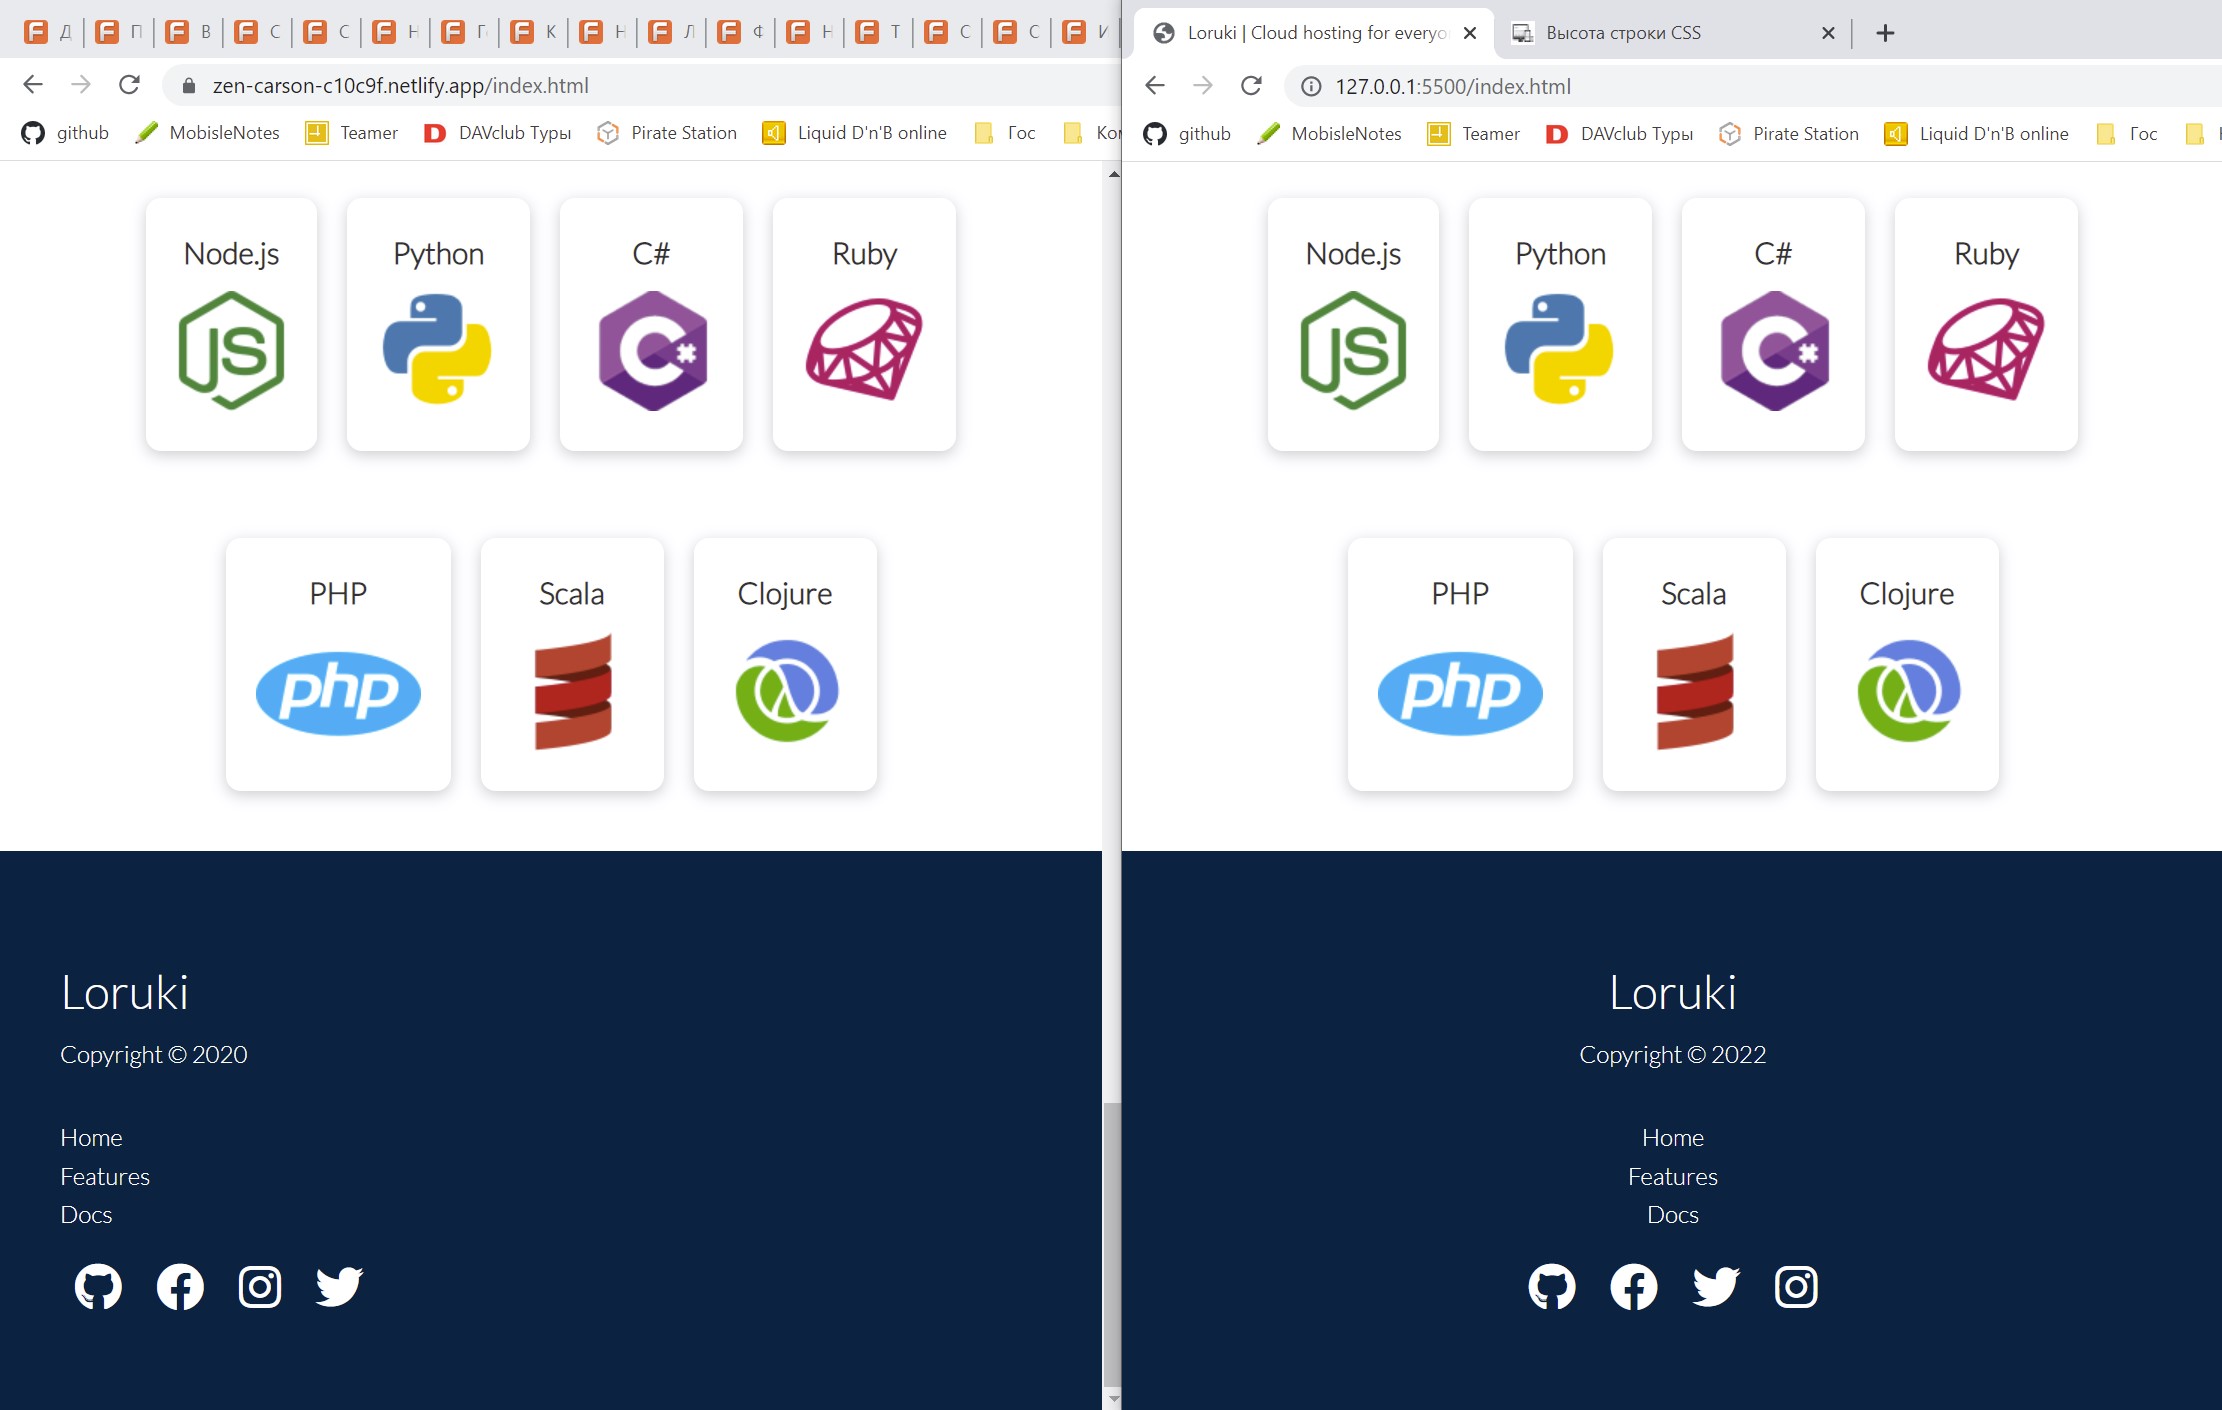 Д П В С С Н Г К Н Л Ф Н Т С С И
zen-carson-c10c9f.netlify.app/index.html
github MobisleNotes Teamer DAVclub Туры Pirate Station Liquid D'n'B online Гос Ко
Node.js Python C# Ruby
JS C
PHP Scala Clojure
php
Loruki
Copyright © 2020
Home
Features
Docs
Loruki | Cloud hosting for everyo Высота строки CSS
127.0.0.1:5500/index.html
github MobisleNotes Teamer DAVclub Туры Pirate Station Liquid D'n'B online Гос
Node.js Python C# Ruby
JS C
PHP Scala Clojure
php
Loruki
Copyright © 2022
Home
Features
Docs